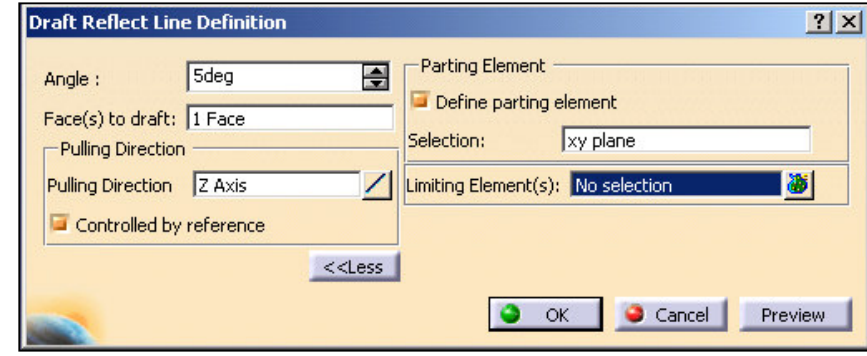 Draft Reflect Line Definition
Angle :
5deg
Face(s) to draft:
1 Face
Pulling Direction
Pulling Direction
Z Axis
Controlled by reference
<<Less
Parting Element
Define parting element
Selection:
xy plane
Limiting Element(s):
No selection
OK
Cancel
Preview